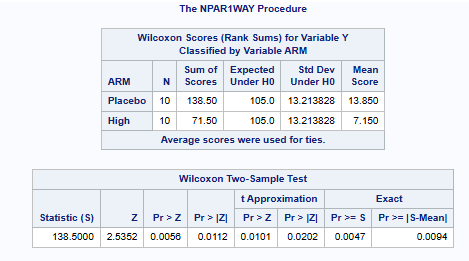 The NPAR1WAY Procedure
Wilcoxon Scores (Rank Sums) for Variable Y
Classified by Variable ARM
ARM N Sum of Scores Expected Under H0 Std Dev Under H0 Mean Score
Placebo 10 138.50 105.0 13.213828 13.850
High 10 71.50 105.0 13.213828 7.150
Average scores were used for ties.
Wilcoxon Two-Sample Test
t Approximation Exact
Statistic (S) Z Pr > Z Pr > |Z| Pr > Z Pr > |Z| Pr >= S Pr >= |S-Mean|
138.5000 2.5352 0.0056 0.0112 0.0101 0.0202 0.0047 0.0094